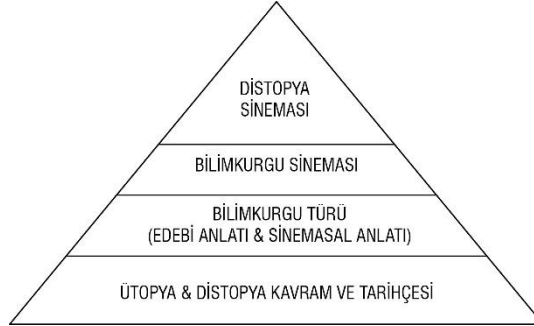 DİSTOPYA
SİNEMASI
BİLİMKURGU SİNEMASI
BİLİMKURGU TÜRÜ
(EDEBİ ANLATI & SİNEMASAL ANLATI)
ÜTOPYA & DİSTOPYA KAVRAM VE TARİHÇESİ